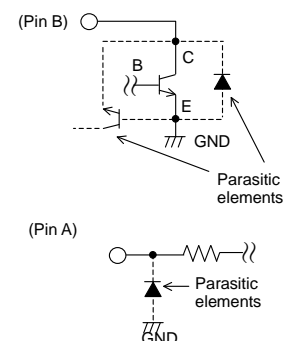 (Pin B)
B
C
E
GND
Parasitic
elements
(Pin A)
Parasitic
elements
GND